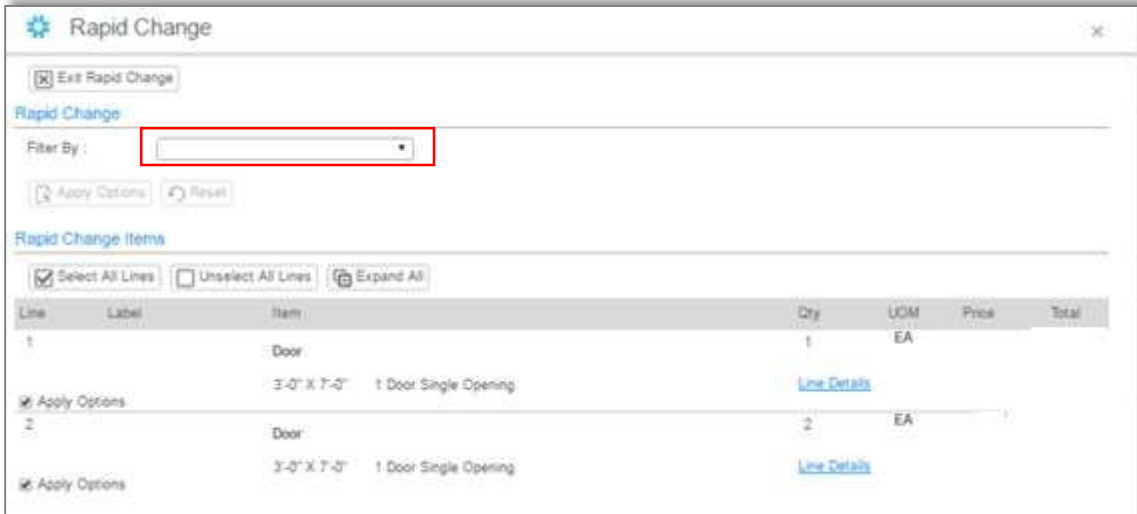 Rapid Change
Exit Rapid Change
Rapid Change
Filter By :
Apply Options Reset
Rapid Change Items
Select All Lines Unselect All Lines Expand All
Line Label Item Qty UOM Price Total
1 Door 1 EA
3'-0" X 7'-0" 1 Door Single Opening Line Details
Apply Options
2 Door 2 EA
3'-0" X 7'-0" 1 Door Single Opening Line Details
Apply Options